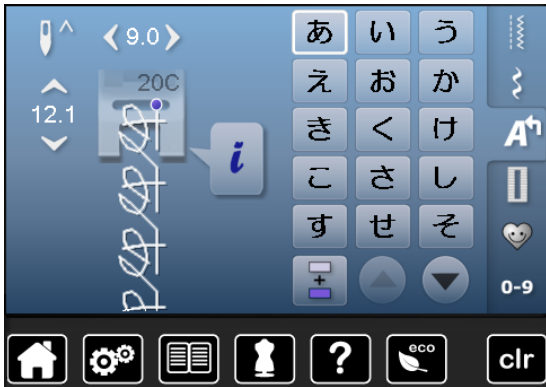 9.0
20C
12.1
i
あ い う
え お か
き く け
こ さ し
す せ そ
A
0-9
?
eco
clr